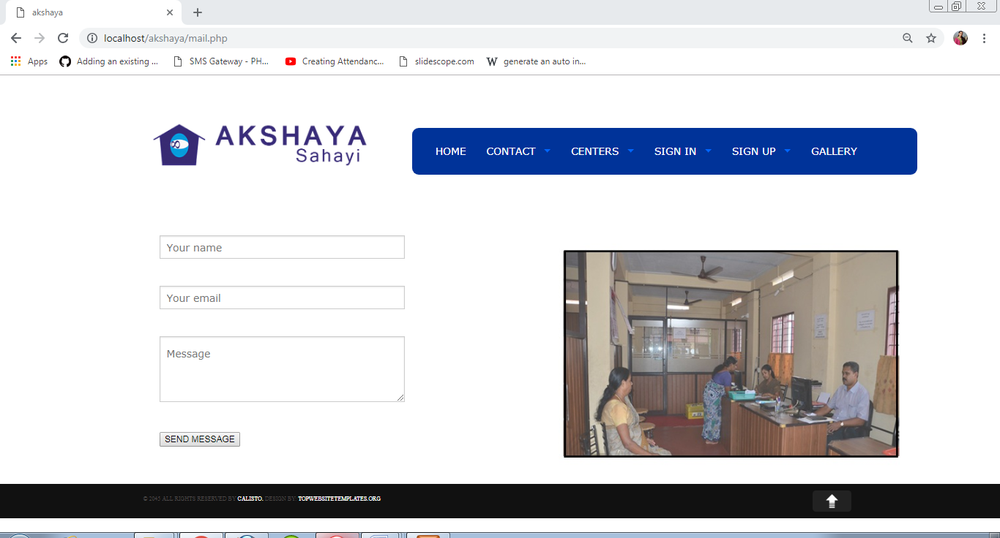 akshaya
localhost/akshaya/mail.php
Apps Adding an existing ... SMS Gateway - PH... Creating Attendanc... slidescope.com W generate an auto in...
AKSHAYA
Sahayi
HOME CONTACT CENTERS SIGN IN SIGN UP GALLERY
Your name
Your email
Message
SEND MESSAGE
© 2045 ALL RIGHTS RESERVED BY CALISTO. DESIGN BY: TOPWEBSITETEMPLATES.ORG